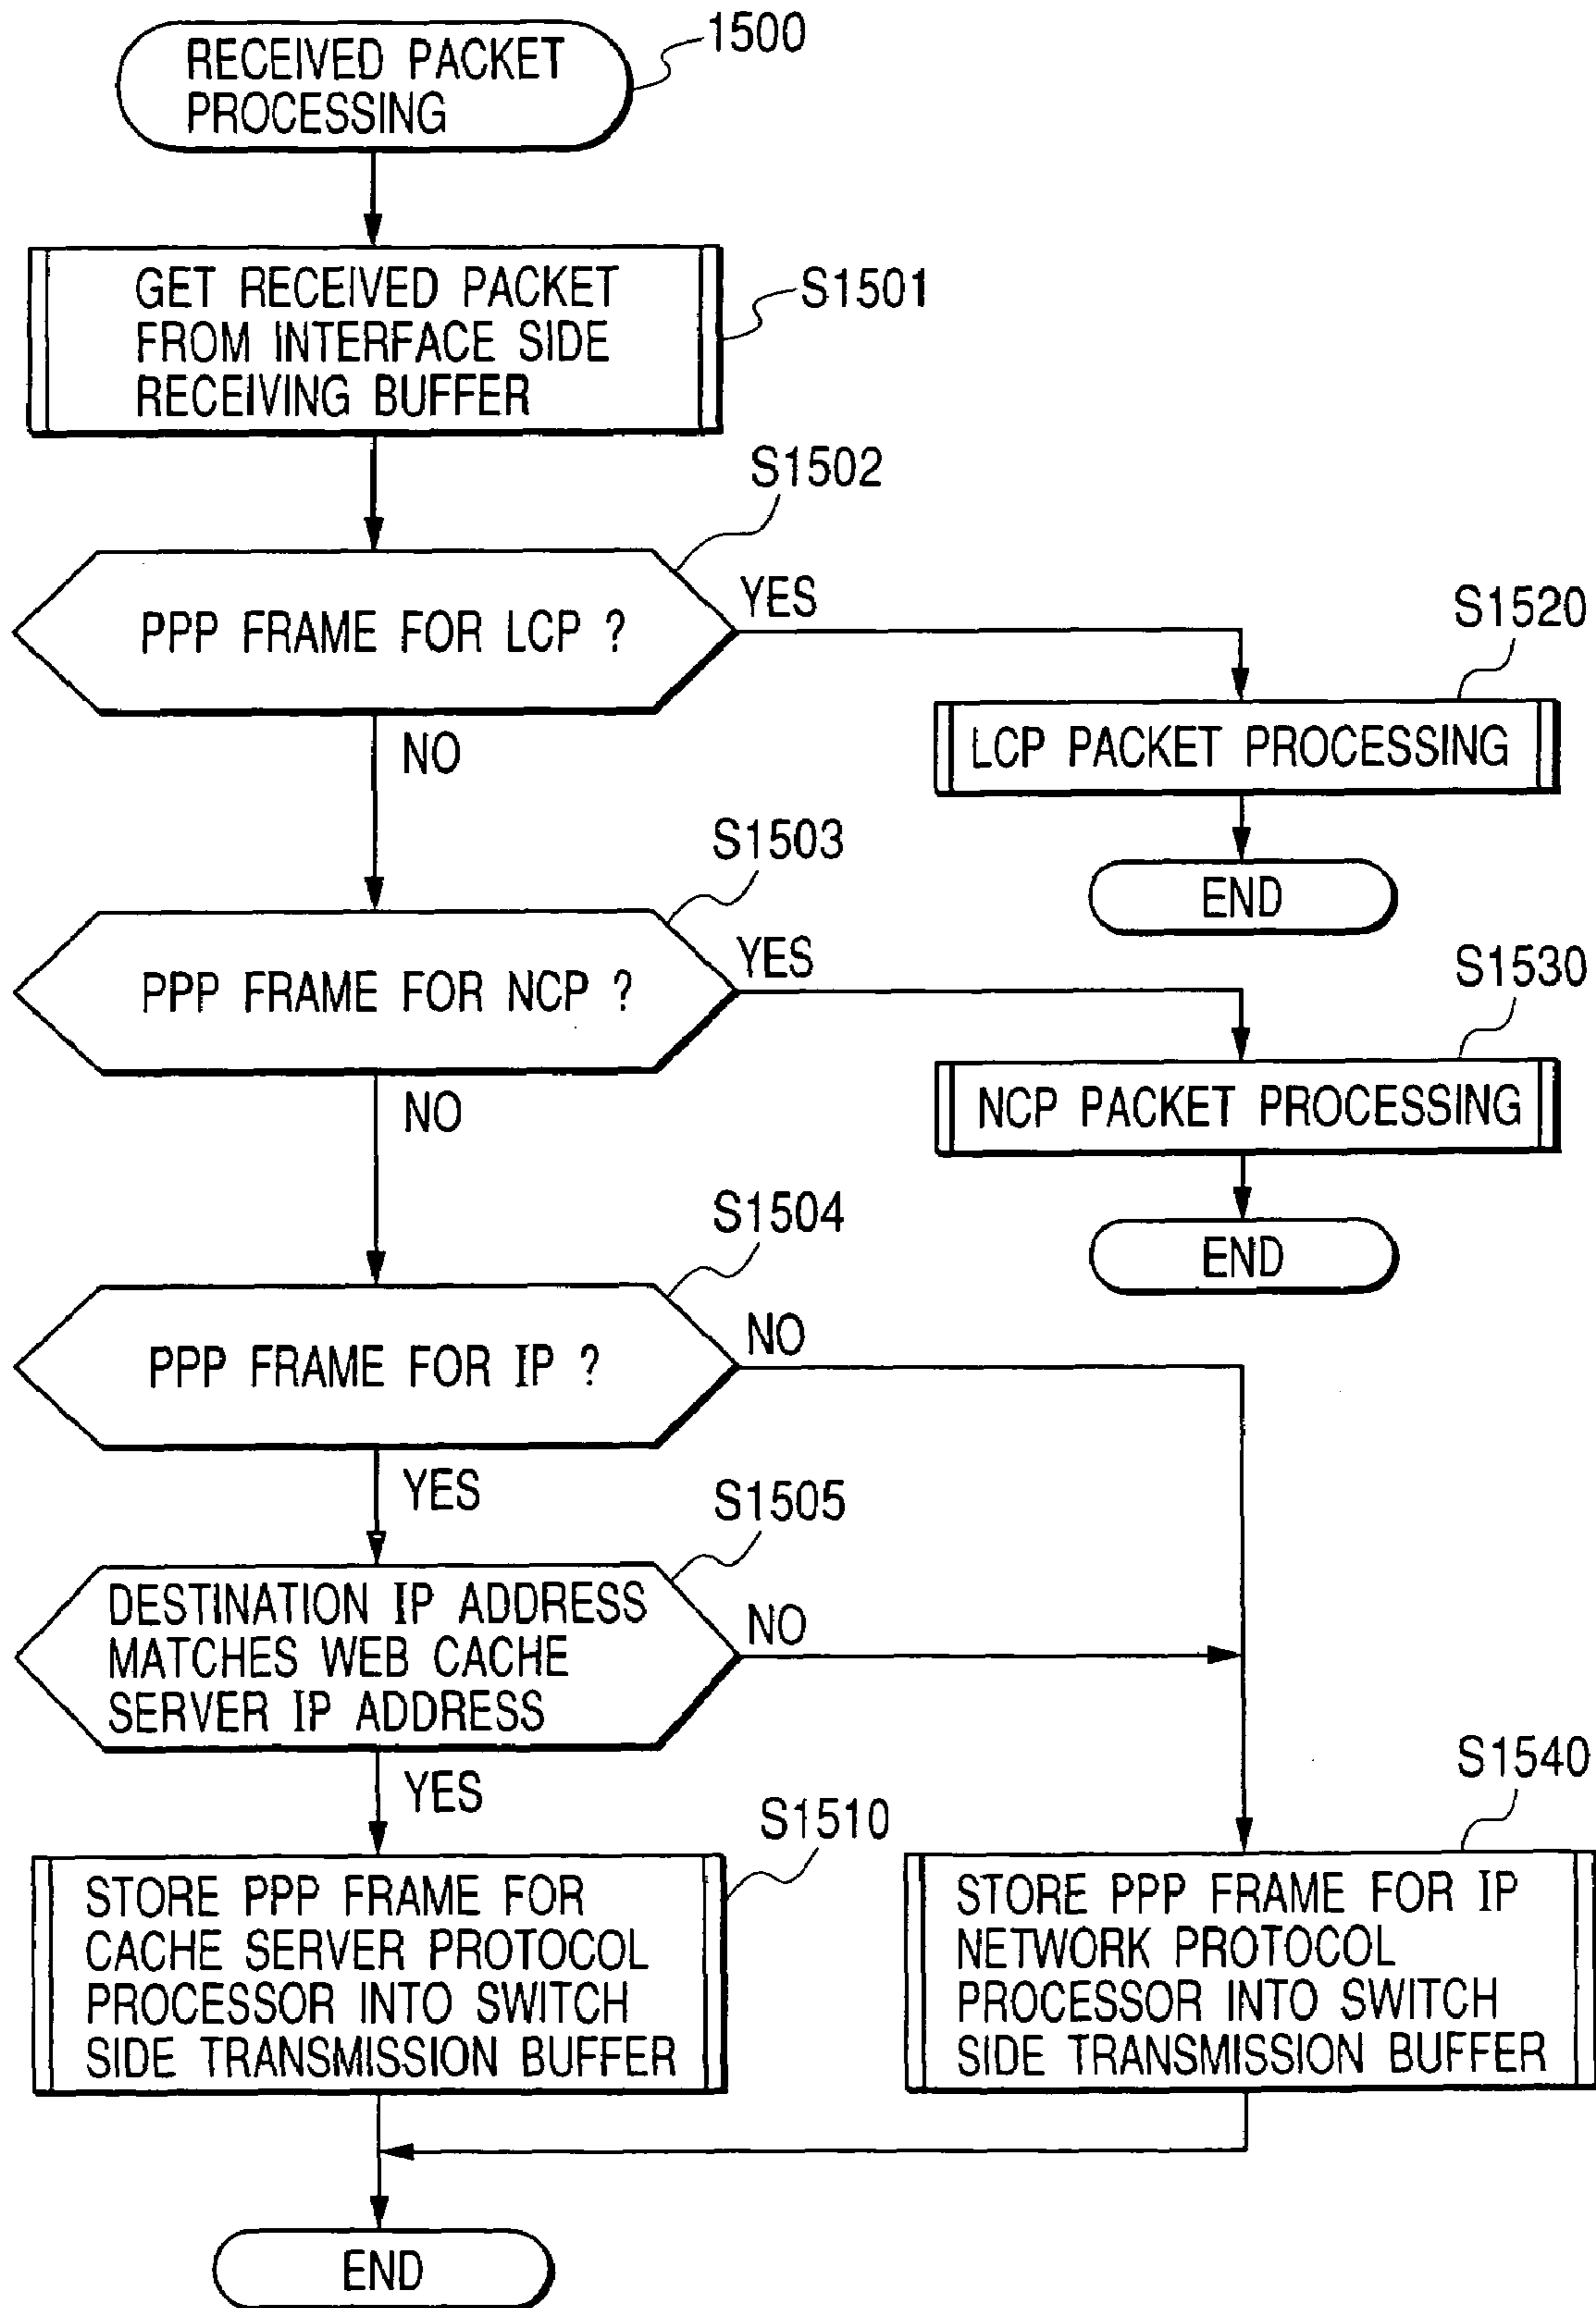 RECEIVED PACKET
PROCESSING
1500
GET RECEIVED PACKET
FROM INTERFACE SIDE
RECEIVING BUFFER
S1501
S1502
PPP FRAME FOR LCP ?
YES
NO
S1520
LCP PACKET PROCESSING
END
S1503
PPP FRAME FOR NCP ?
YES
NO
S1530
NCP PACKET PROCESSING
END
S1504
PPP FRAME FOR IP ?
NO
YES
S1505
DESTINATION IP ADDRESS
MATCHES WEB CACHE
SERVER IP ADDRESS
NO
YES
S1510
STORE PPP FRAME FOR
CACHE SERVER PROTOCOL
PROCESSOR INTO SWITCH
SIDE TRANSMISSION BUFFER
S1540
STORE PPP FRAME FOR IP
NETWORK PROTOCOL
PROCESSOR INTO SWITCH
SIDE TRANSMISSION BUFFER
END